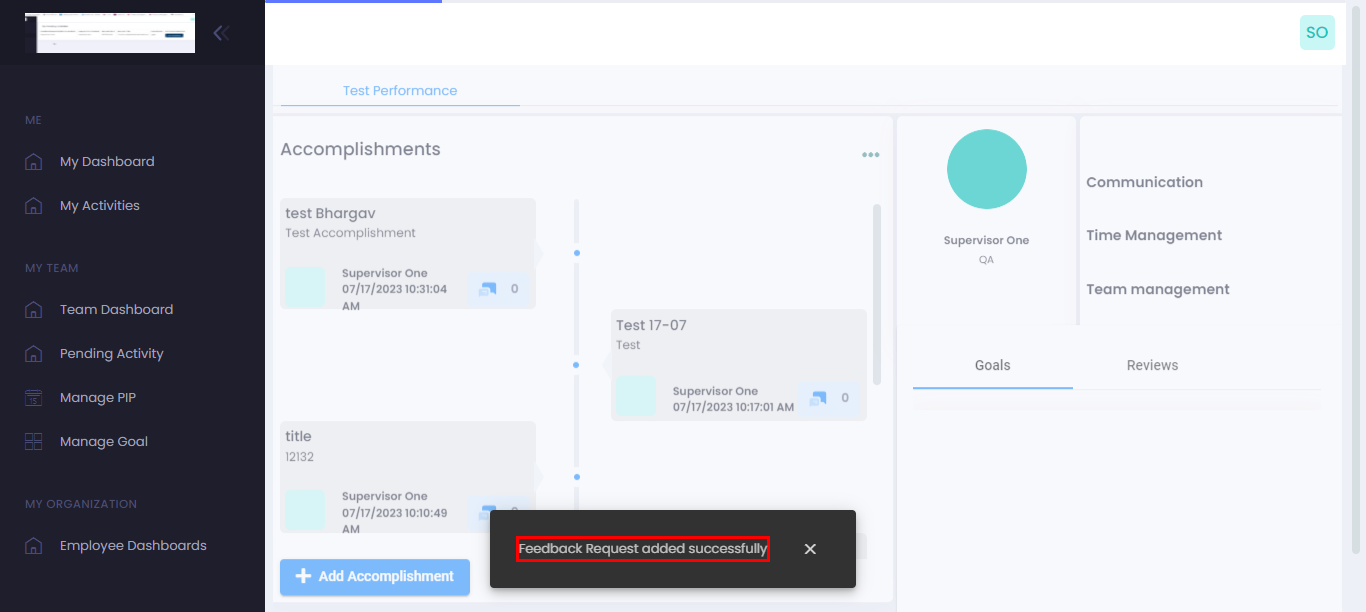 SO
ME
My Dashboard
My Activities
MY TEAM
Team Dashboard
Pending Activity
Manage PIP
15
Manage Goal
MY ORGANIZATION
Employee Dashboards
Test Performance
Accomplishments
test Bhargav
Test Accomplishment
Supervisor One
07/17/2023 10:31:04
AM
0
Test 17-07
Test
Supervisor One
07/17/2023 10:17:01 AM
0
title
12132
Supervisor One
07/17/2023 10:10:49
AM
Add Accomplishment
Feedback Request added successfully
Supervisor One
QA
Communication
Time Management
Team management
Goals
Reviews